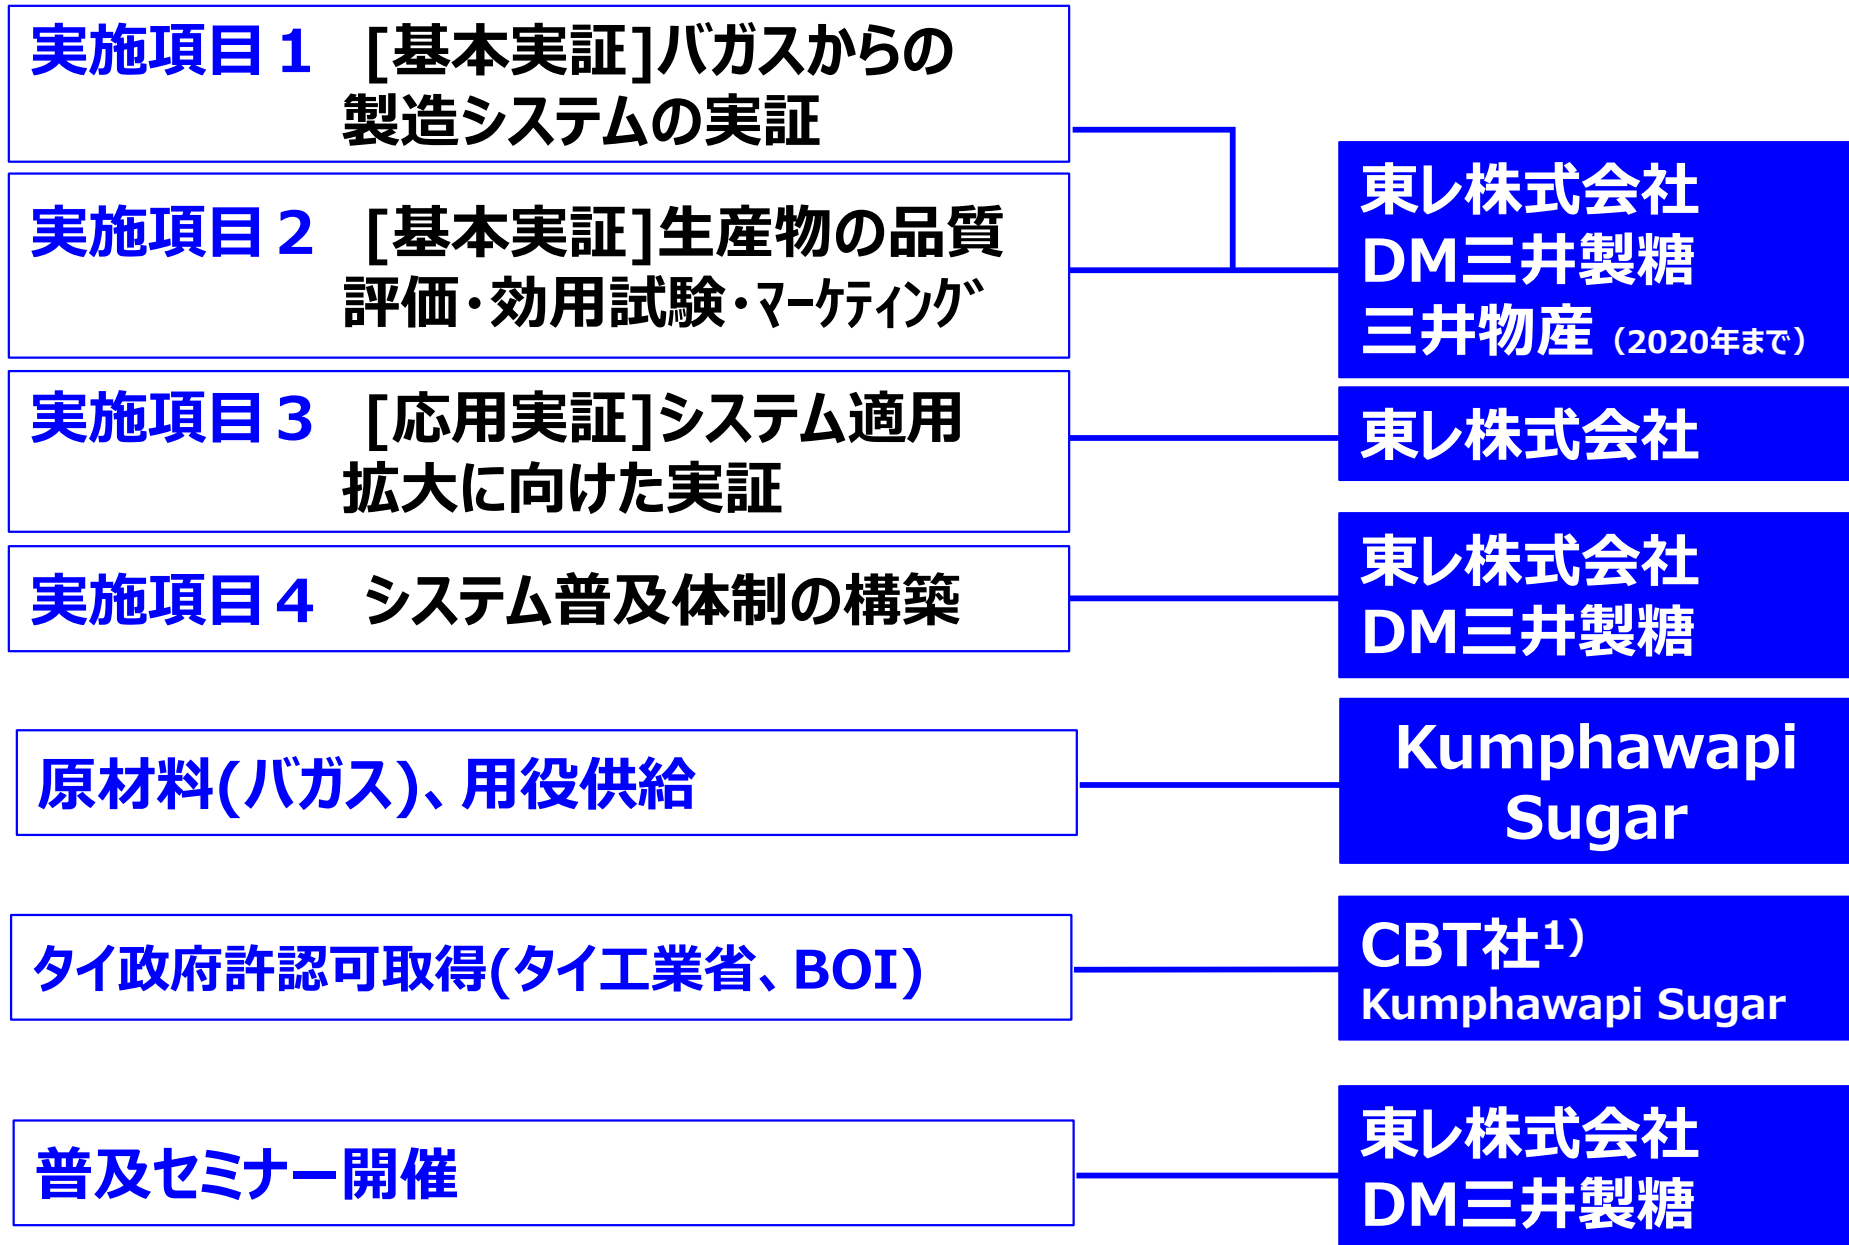 実施項目１ [基本実証]バガスからの
製造システムの実証
実施項目２ [基本実証]生産物の品質
評価・効用試験・ﾏｰｹﾃｨﾝｸﾞ
東レ株式会社
DM三井製糖
三井物産（2020年まで）
実施項目３ [応用実証]システム適用
拡大に向けた実証
東レ株式会社
実施項目４ システム普及体制の構築
東レ株式会社
DM三井製糖
原材料(バガス)、用役供給
Kumphawapi
Sugar
タイ政府許認可取得(タイ工業省、BOI)
CBT社1)
Kumphawapi Sugar
普及セミナー開催
東レ株式会社
DM三井製糖